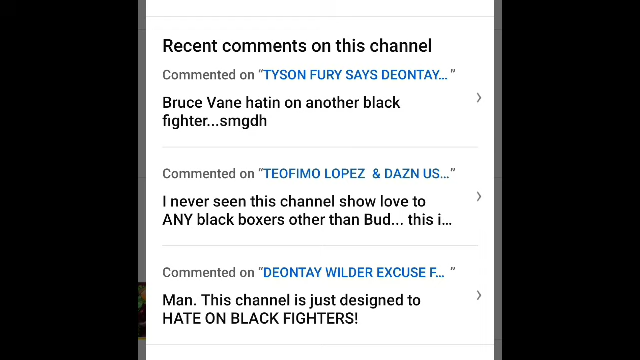 Recent comments on this channel
Commented on “TYSON FURY SAYS DEONTAY... ”
Bruce Vane hatin on another black
fighter...smgdh
Commented on “TEOFIMO LOPEZ & DAZN US...”
I never seen this channel show love to
ANY black boxers other than Bud... this i...
Commented on “DEONTAY WILDER EXCUSE F... ”
Man. This channel is just designed to
HATE ON BLACK FIGHTERS!